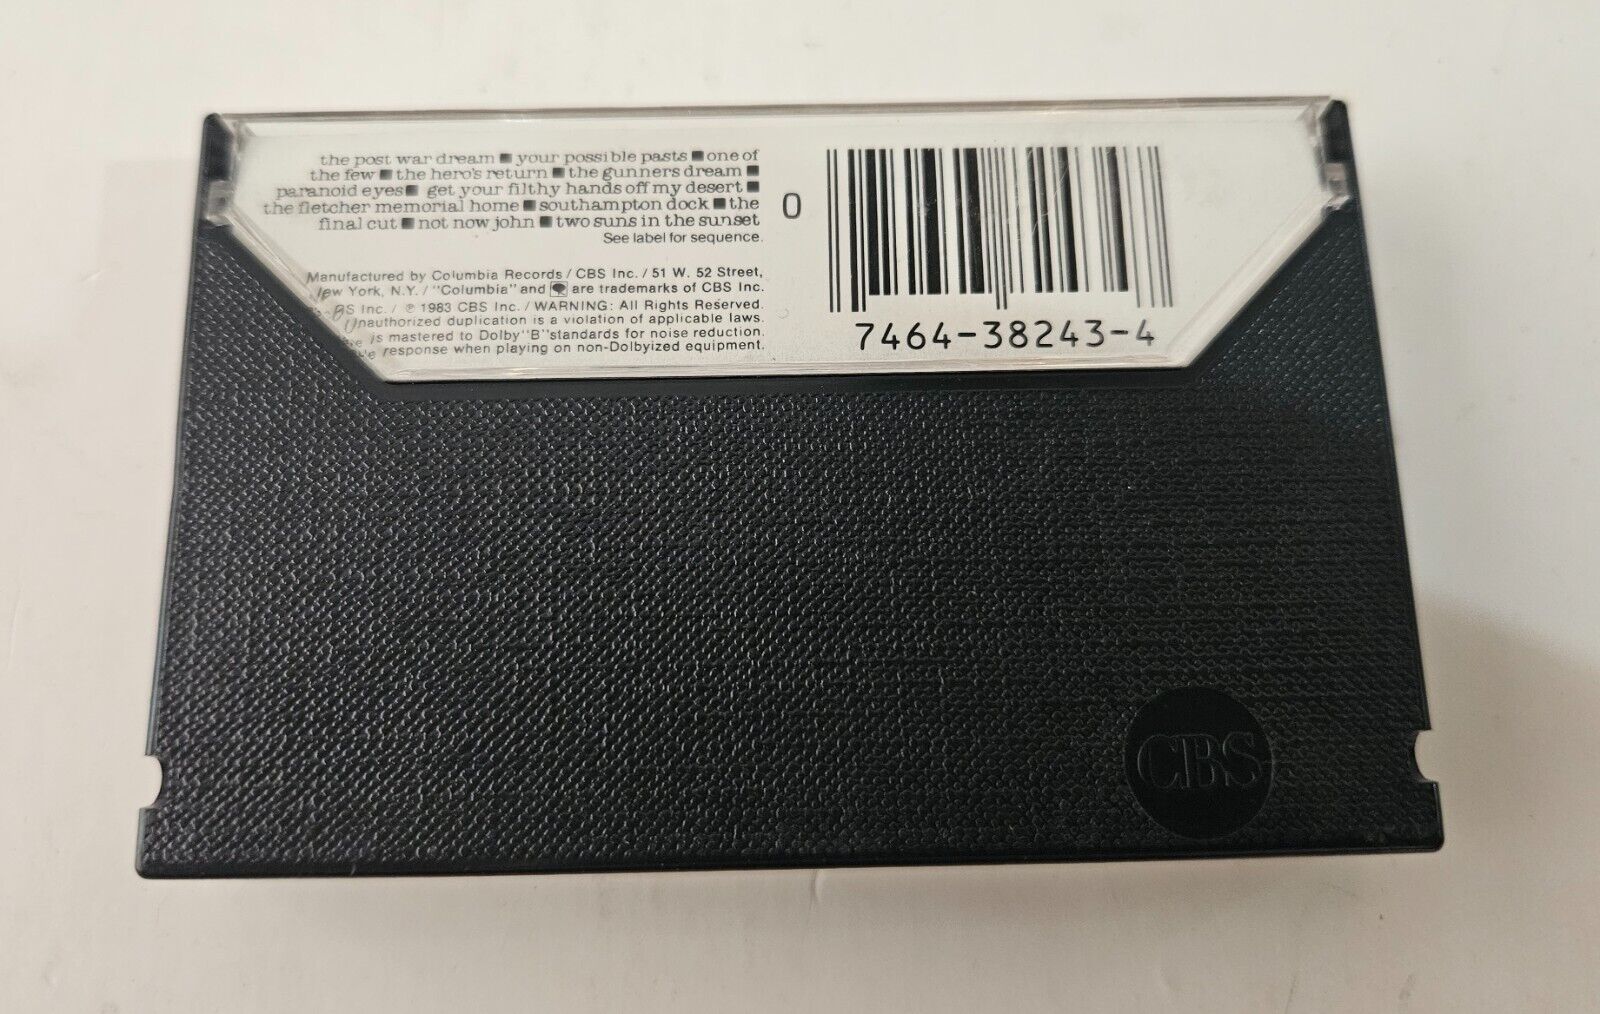 the post war dream ■ your possible pasts ■ one of
the few ■ the hero's return ■ the gunners dream ■
paranoid eyes ■ get your filthy hands off my desert ■
the fletcher memorial home ■ southampton dock ■ the
final cut ■ not now john ■ two suns in the sunset
See label for sequence.
Manufactured by Columbia Records / CBS Inc. / 51 W. 52 Street,
New York, N.Y. / "Columbia" and are trademarks of CBS Inc.
BS Inc. / ℗ 1983 CBS Inc. / WARNING: All Rights Reserved.
Unauthorized duplication is a violation of applicable laws.
is mastered to Dolby "B" standards for noise reduction.
response when playing on non-Dolbyized equipment.
0
7464-38243-4
CBS